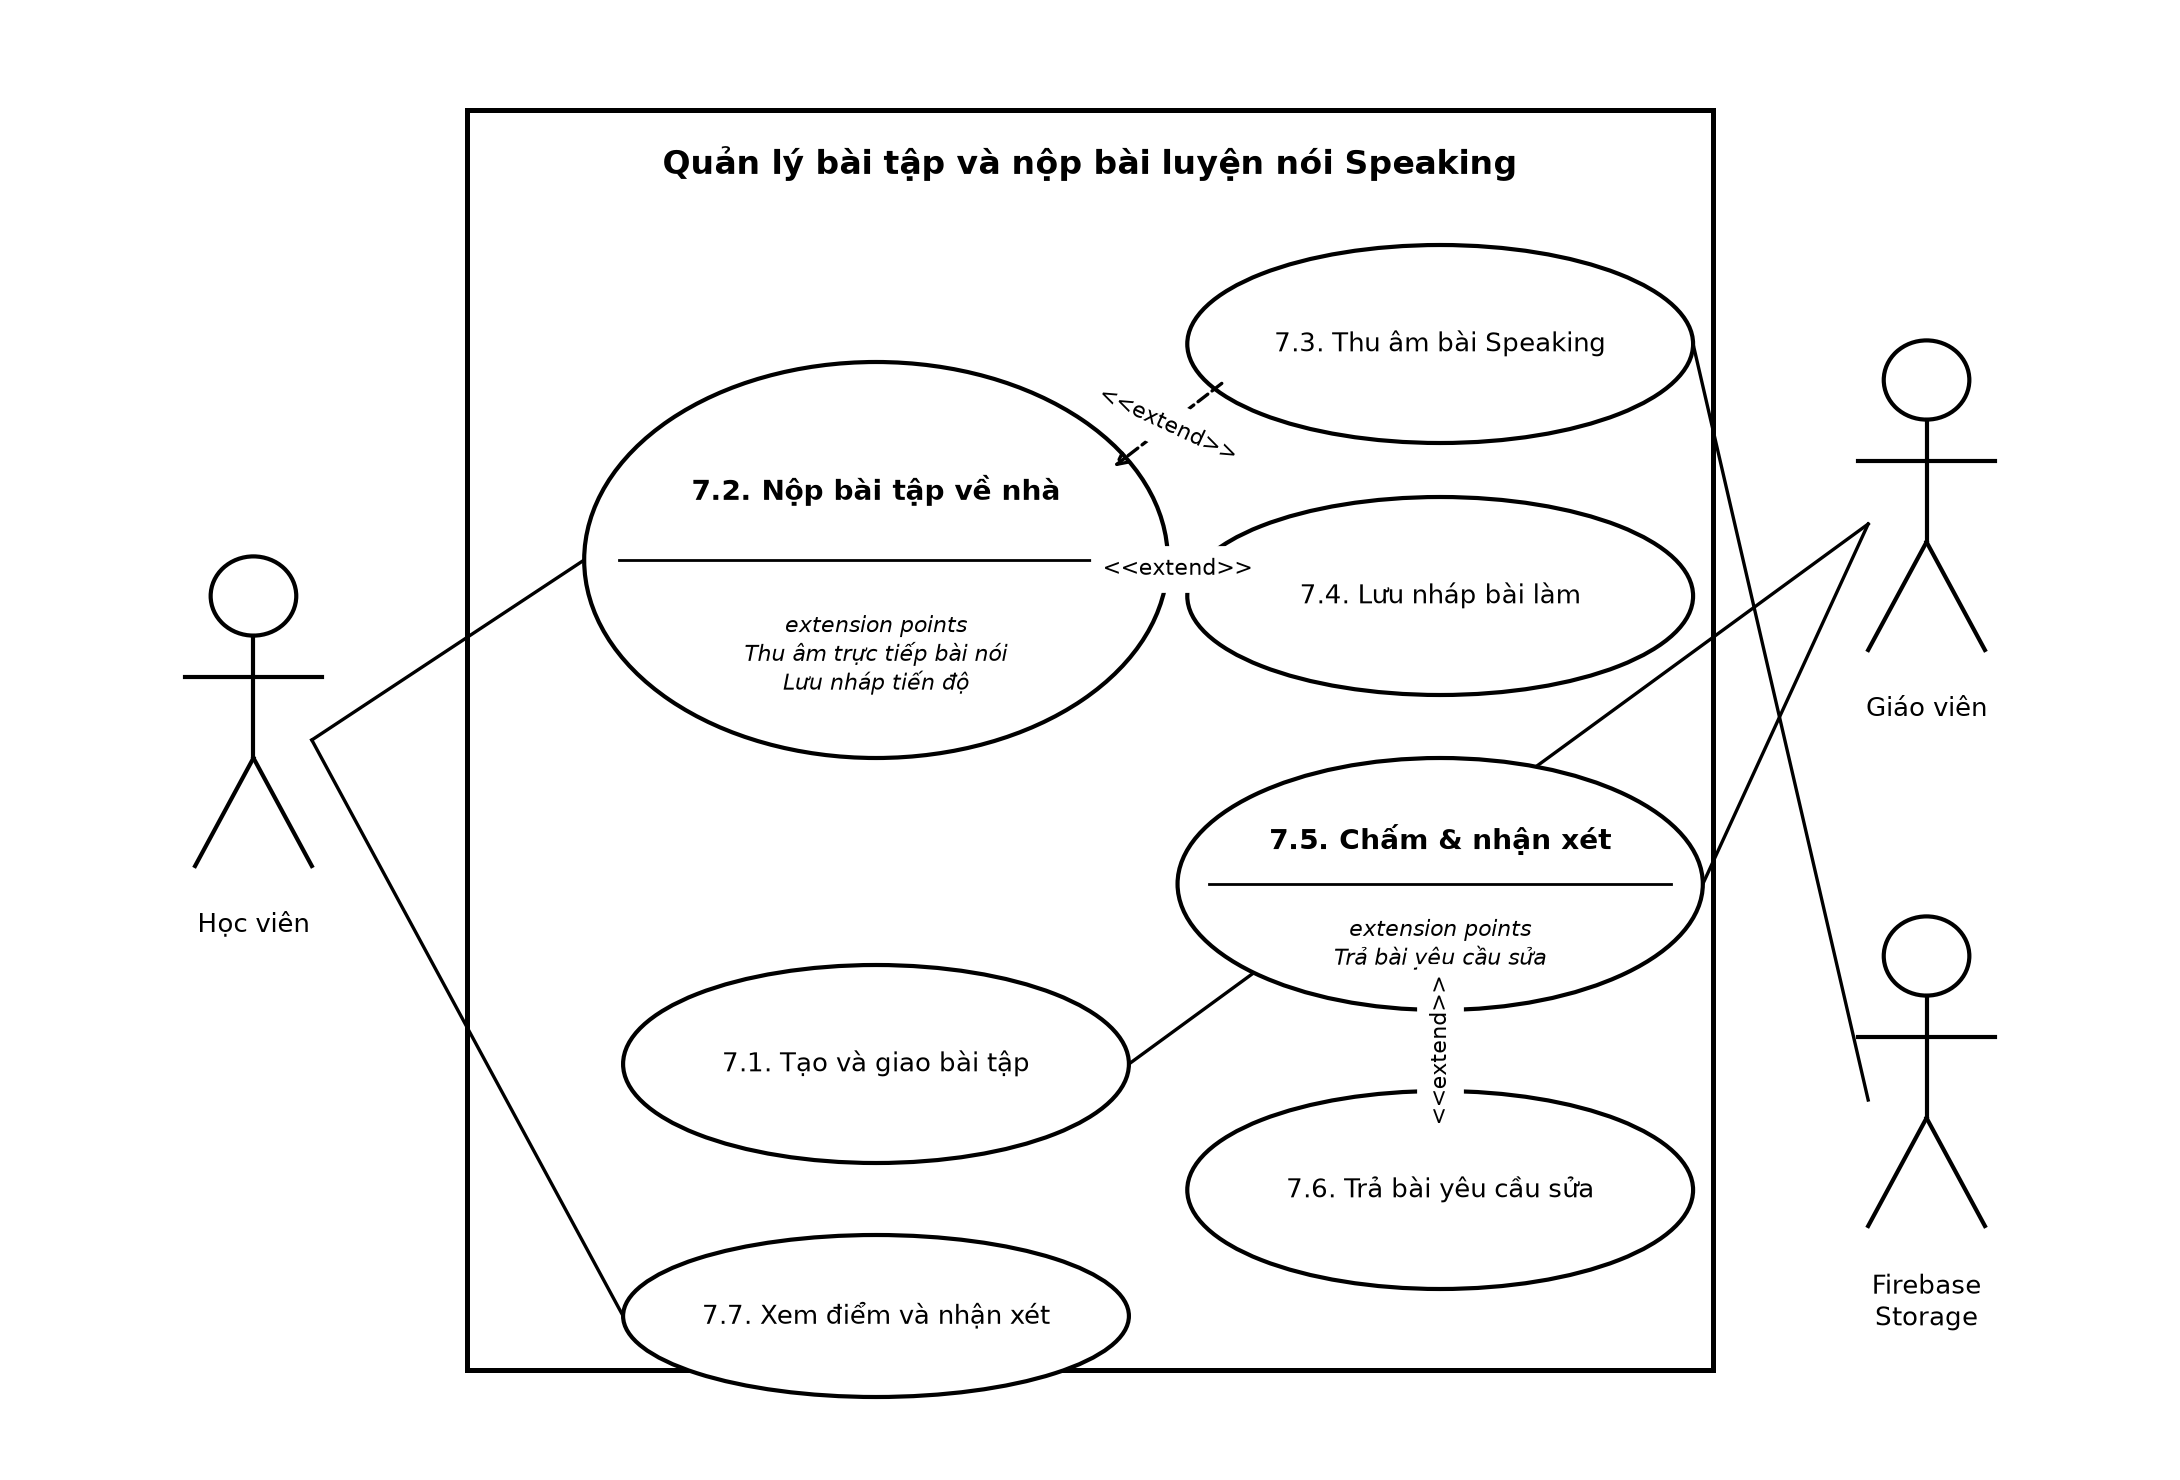 Quản lý bài tập và nộp bài luyện nói Speaking
7.3. Thu âm bài Speaking
<<extend>>
7.2. Nộp bài tập về nhà
extension points
Thu âm trực tiếp bài nói
Lưu nháp tiến độ
<<extend>>
7.4. Lưu nháp bài làm
Giáo viên
Học viên
7.5. Chấm & nhận xét
extension points
Trả bài yêu cầu sửa
<<extend>>
7.1. Tạo và giao bài tập
7.6. Trả bài yêu cầu sửa
7.7. Xem điểm và nhận xét
Firebase
Storage